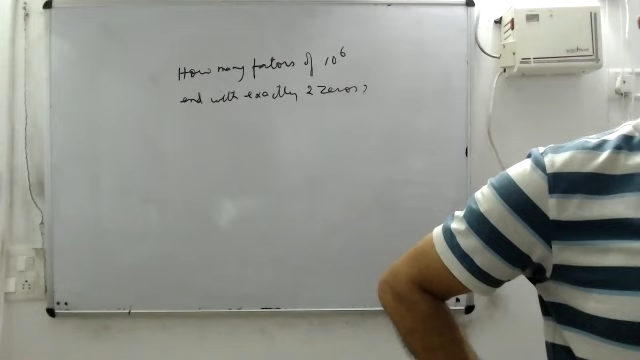 How many factors of 10⁶
end with exactly 2 zeros?